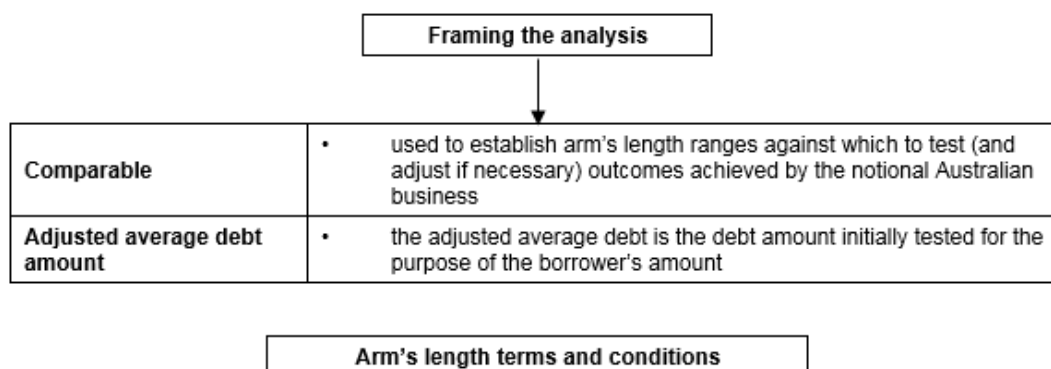 Framing the analysis
Comparable
• used to establish arm's length ranges against which to test (and
adjust if necessary) outcomes achieved by the notional Australian
business
Adjusted average debt
amount
• the adjusted average debt is the debt amount initially tested for the
purpose of the borrower's amount
Arm's length terms and conditions